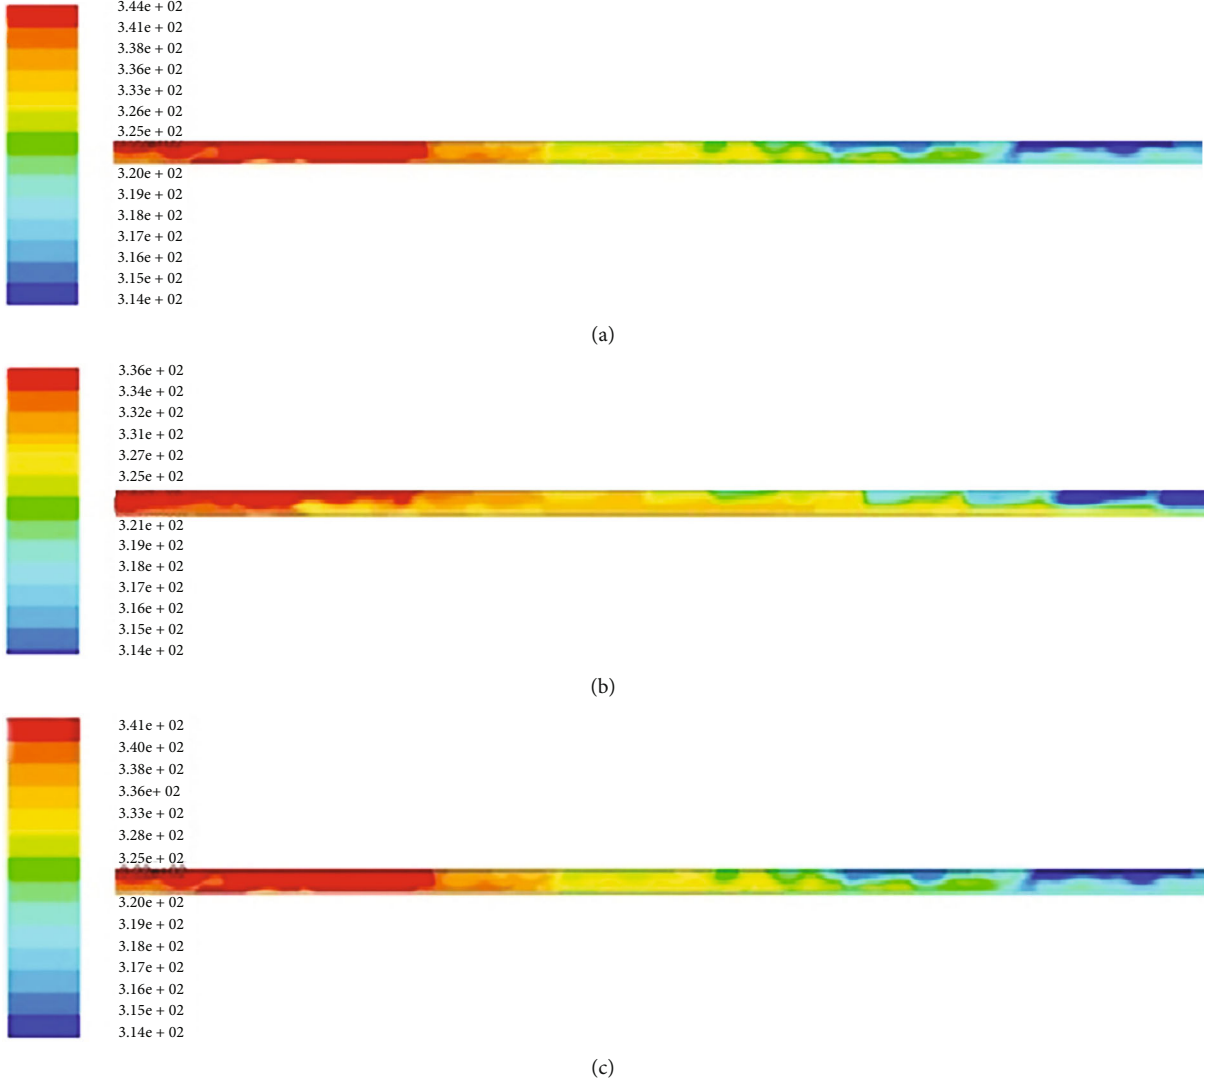 3.44e + 02
3.41e + 02
3.38e + 02
3.36e + 02
3.33e + 02
3.26e + 02
3.25e + 02
3.20e + 02
3.19e + 02
3.18e + 02
3.17e + 02
3.16e + 02
3.15e + 02
3.14e + 02
(a)
3.36e + 02
3.34e + 02
3.32e + 02
3.31e + 02
3.27e + 02
3.25e + 02
3.21e + 02
3.19e + 02
3.18e + 02
3.17e + 02
3.16e + 02
3.15e + 02
3.14e + 02
(b)
3.41e + 02
3.40e + 02
3.38e + 02
3.36e+ 02
3.33e + 02
3.28e + 02
3.25e + 02
3.20e + 02
3.19e + 02
3.18e + 02
3.17e + 02
3.16e + 02
3.15e + 02
3.14e + 02
(c)